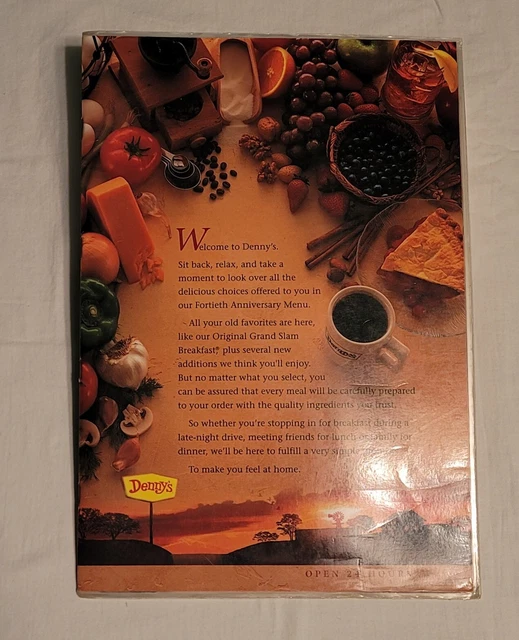 Welcome to Denny's.
Sit back, relax, and take a
moment to look over all the
delicious choices offered to you in
our Fortieth Anniversary Menu.
~ All your old favorites are here,
like our Original Grand Slam
Breakfast,® plus several new
additions we think you'll enjoy.
But no matter what you select, you
can be assured that every meal will be carefully prepared
to your order with the quality ingredients you trust.
So whether you're stopping in for breakfast during a
late-night drive, meeting friends for lunch or family for
dinner, we'll be here to fulfill a very simple
To make you feel at home.
Denny's
OPEN 24 HOURS